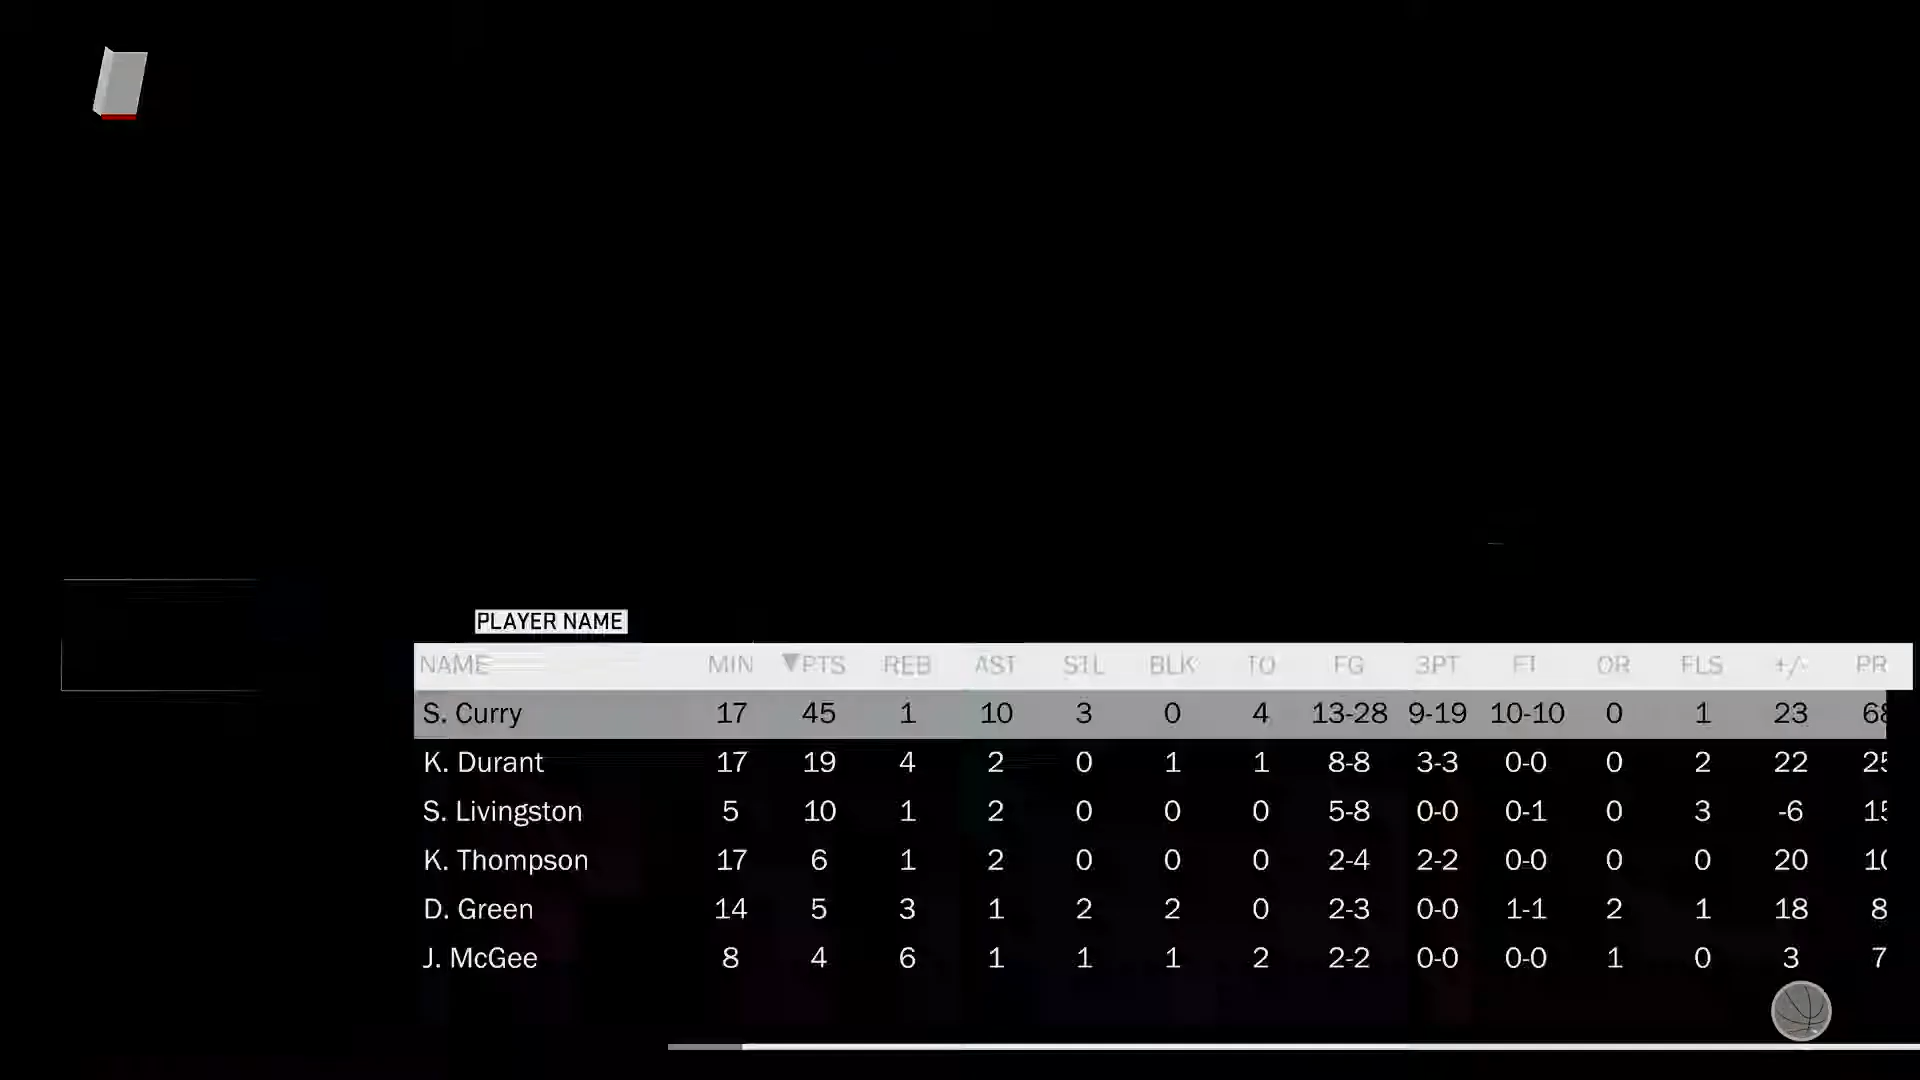 PLAYER NAME
NAME MIN ▼PTS REB AST STL BLK TO FG 3PT FT OR FLS +/- PR
S. Curry 17 45 1 10 3 0 4 13-28 9-19 10-10 0 1 23 68
K. Durant 17 19 4 2 0 1 1 8-8 3-3 0-0 0 2 22 25
S. Livingston 5 10 1 2 0 0 0 5-8 0-0 0-1 0 3 -6 15
K. Thompson 17 6 1 2 0 0 0 2-4 2-2 0-0 0 0 20 10
D. Green 14 5 3 1 2 2 0 2-3 0-0 1-1 2 1 18 8
J. McGee 8 4 6 1 1 1 2 2-2 0-0 0-0 1 0 3 7